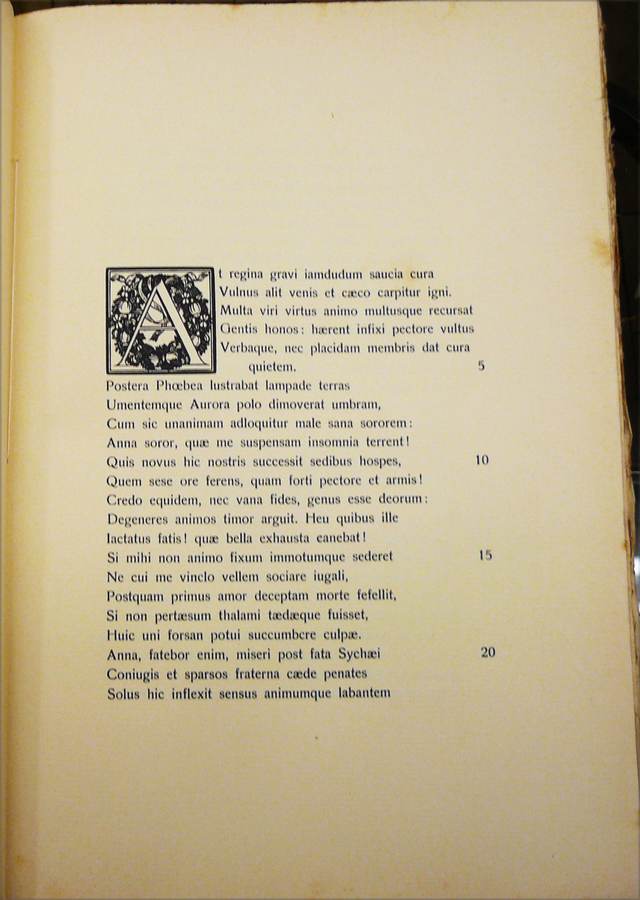 At regina gravi iamdudum saucia cura
Vulnus alit venis et cæco carpitur igni.
Multa viri virtus animo multusque recursat
Gentis honos: hærent infixi pectore vultus
Verbaque, nec placidam membris dat cura
quietem. 5
Postera Phœbea lustrabat lampade terras
Umentemque Aurora polo dimoverat umbram,
Cum sic unanimam adloquitur male sana sororem:
Anna soror, quæ me suspensam insomnia terrent!
Quis novus hic nostris successit sedibus hospes, 10
Quem sese ore ferens, quam forti pectore et armis!
Credo equidem, nec vana fides, genus esse deorum:
Degeneres animos timor arguit. Heu quibus ille
Iactatus fatis! quæ bella exhausta canebat!
Si mihi non animo fixum immotumque sederet 15
Ne cui me vinclo vellem sociare iugali,
Postquam primus amor deceptam morte fefellit,
Si non pertæsum thalami tædæque fuisset,
Huic uni forsan potui succumbere culpæ.
Anna, fatebor enim, miseri post fata Sychæi 20
Coniugis et sparsos fraterna cæde penates
Solus hic inflexit sensus animumque labantem